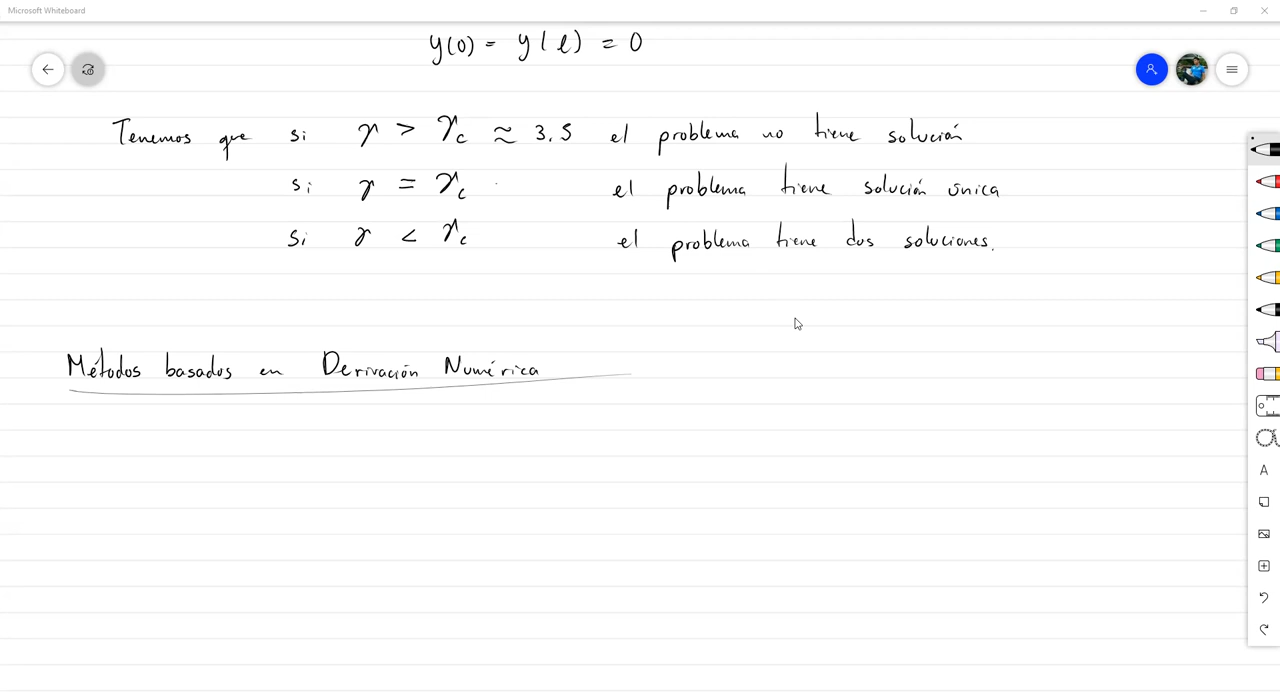 Microsoft Whiteboard
y(0) = y(l) = 0
Tenemos que si γ > γc ≈ 3.5 el problema no tiene solución
si γ = γc el problema tiene solución única
si γ < γc el problema tiene dos soluciones.
Métodos basados en Derivación Numérica
A